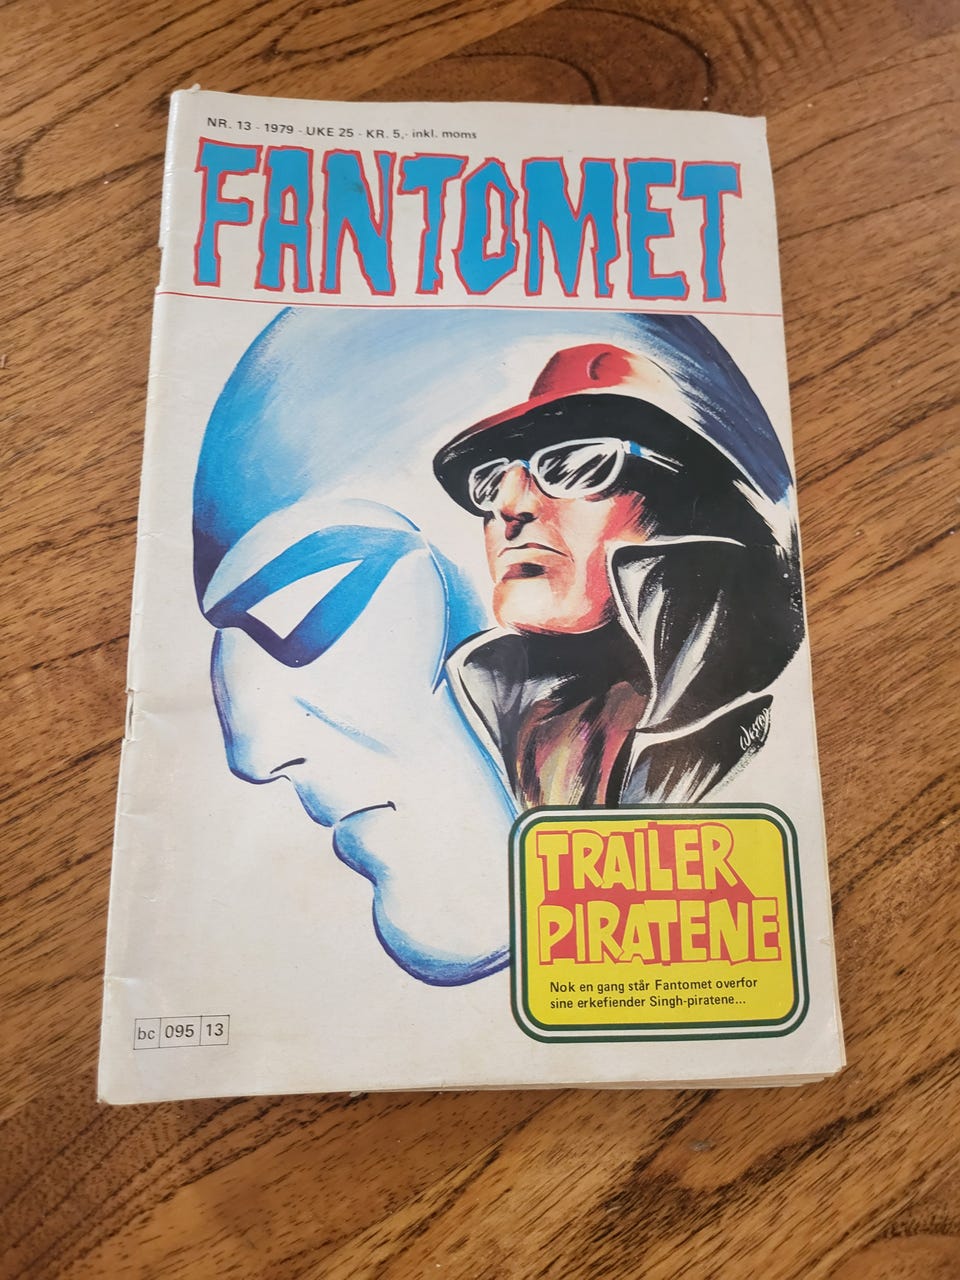 NR. 13 - 1979 - UKE 25 - KR. 5,- inkl. moms
FANTOMET
WESTAD
TRAILER
PIRATENE
Nok en gang står Fantomet overfor
sine erkefiender Singh-piratene...
bc 095 13